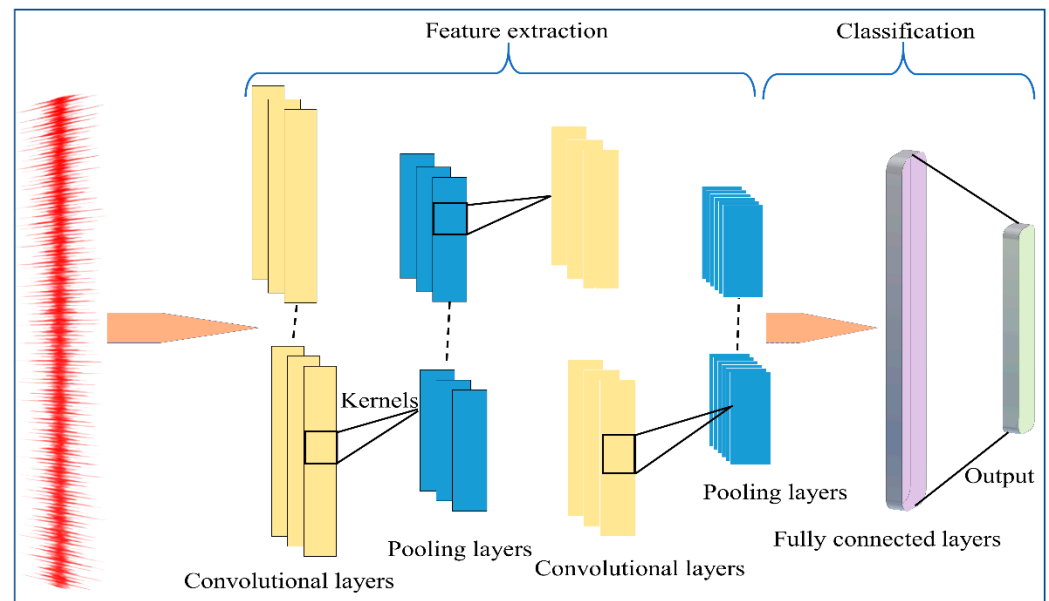 Feature extraction
Classification
Kernels
Output
Pooling layers
Fully connected layers
Pooling layers
Convolutional layers
Convolutional layers